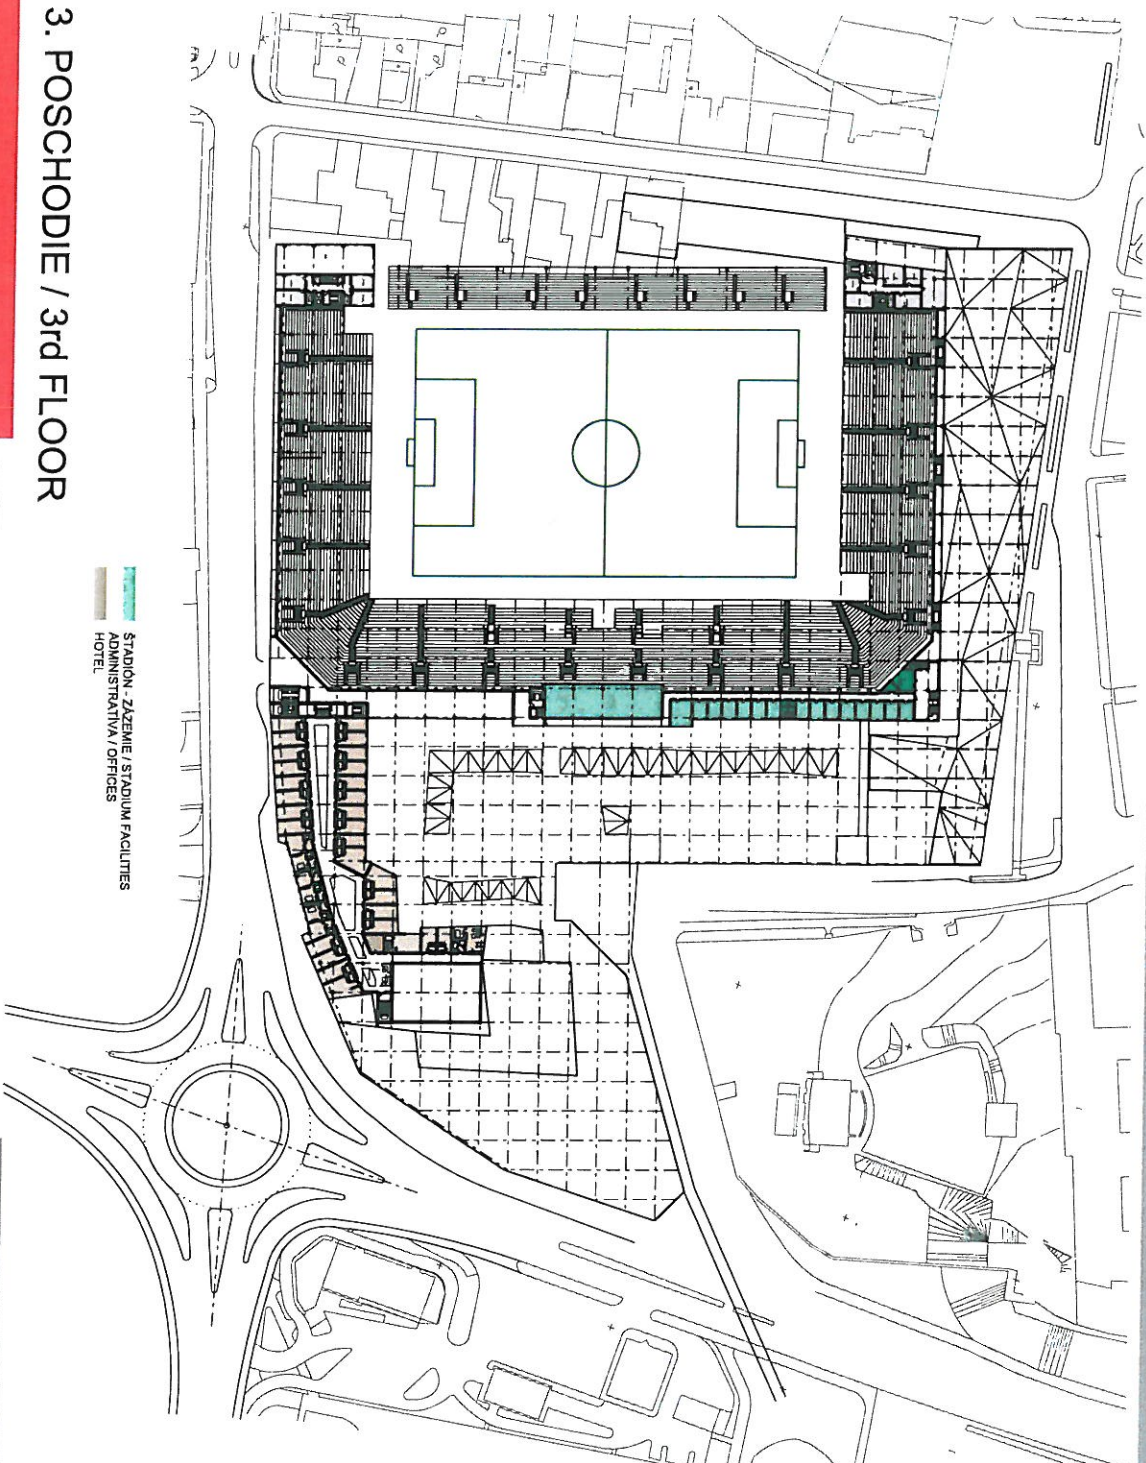 3. POSCHODIE / 3rd FLOOR
ŠTADIÓN - ZÁZEMIE / STADIUM FACILITIES
ADMINISTRATÍVA / OFFICES
HOTEL